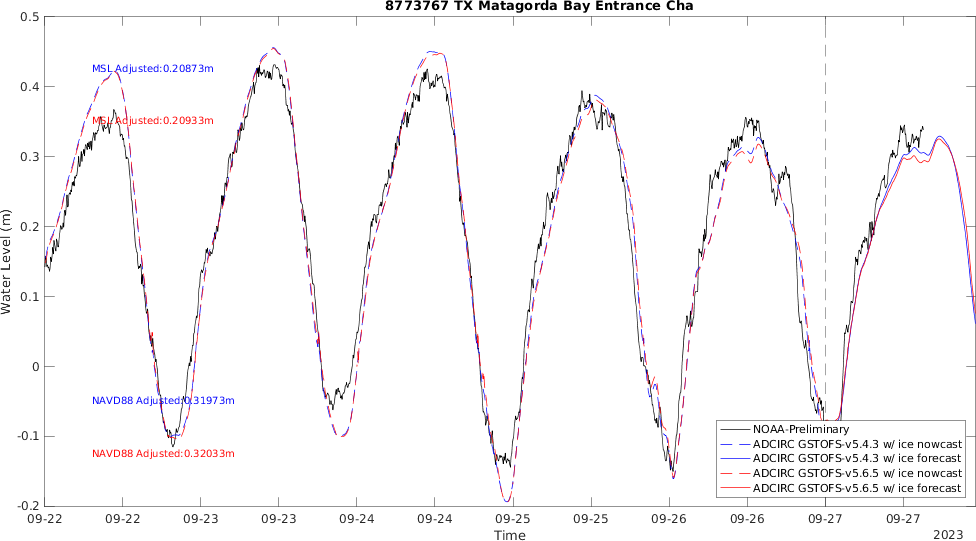 8773767 TX Matagorda Bay Entrance Cha
0.5
0.4
0.3
0.2
0.1
0
-0.1
-0.2
Water Level (m)
MSL Adjusted:0.20873m
MSL Adjusted:0.20933m
NAVD88 Adjusted:0.31973m
NAVD88 Adjusted:0.32033m
NOAA-Preliminary
ADCIRC GSTOFS-v5.4.3 w/ ice nowcast
ADCIRC GSTOFS-v5.4.3 w/ ice forecast
ADCIRC GSTOFS-v5.6.5 w/ ice nowcast
ADCIRC GSTOFS-v5.6.5 w/ ice forecast
09-22 09-22 09-23 09-23 09-24 09-24 09-25 09-25 09-26 09-26 09-27 09-27
Time
2023